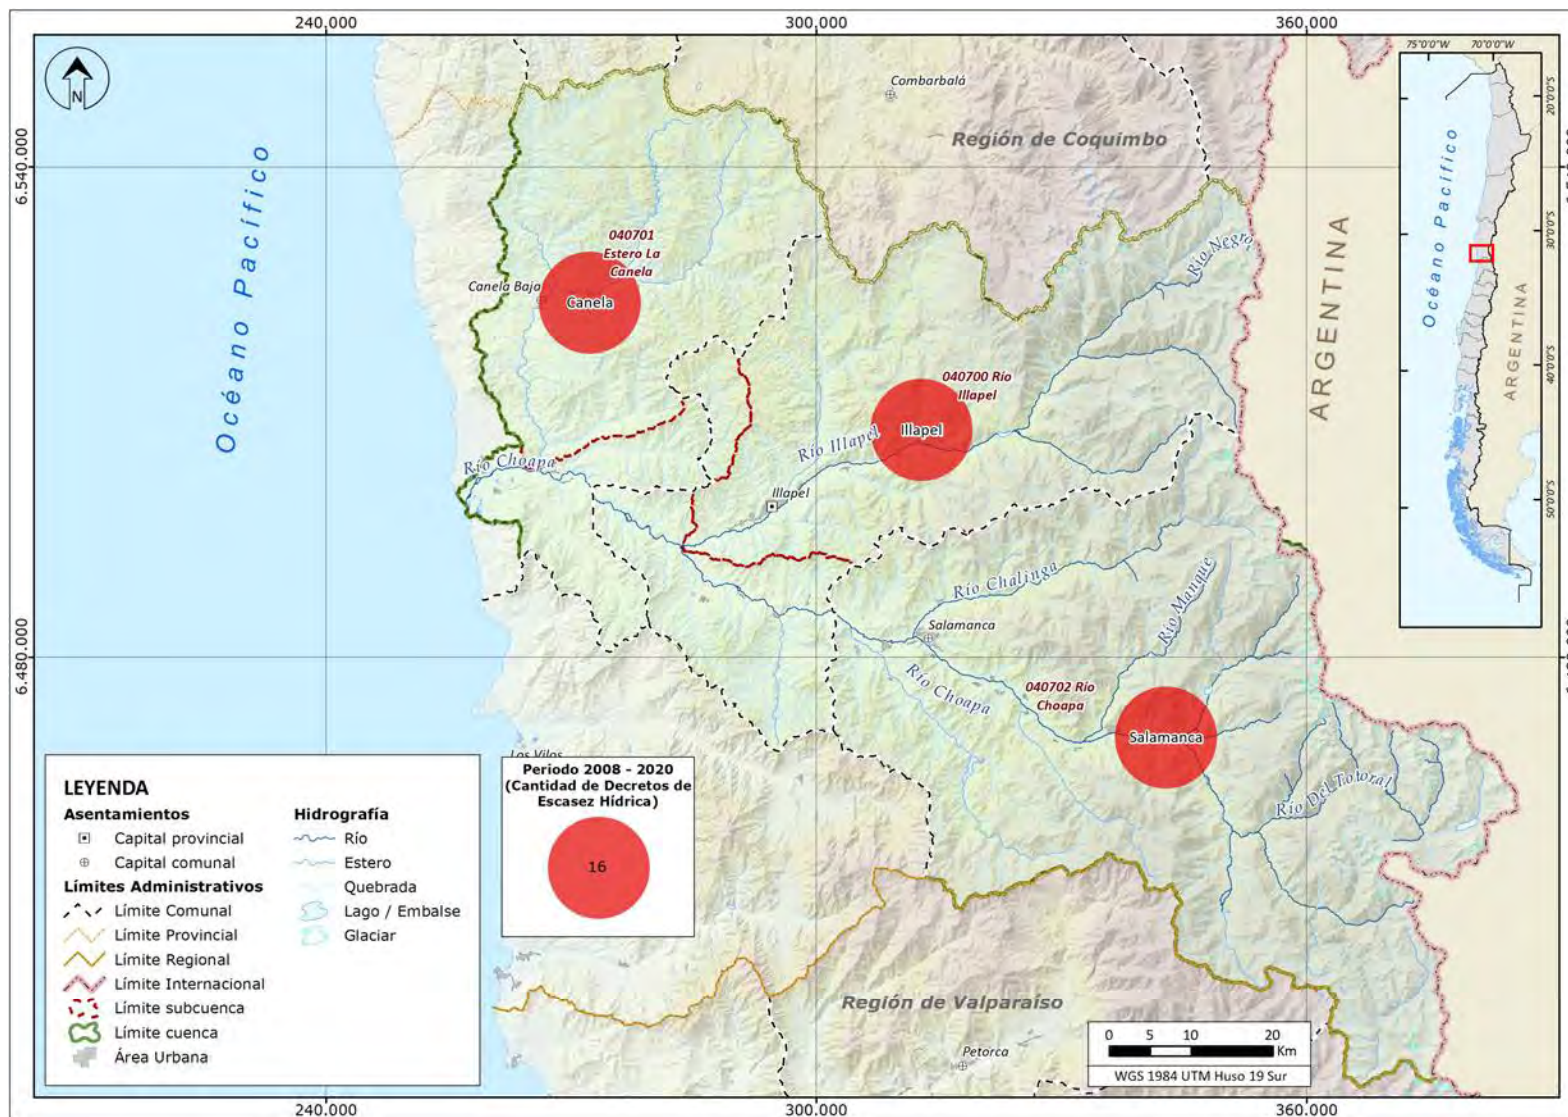 240,000
300,000
360,000
N
75°0'0"W
70°0'0"W
Combarbalá
20°0'0"S
Región de Coquimbo
6.540.000
Océano Pacífico
ARGENTINA
Océano Pacífico
30°0'0"S
ARGENTINA
040701
Estero La
Canela
Río Negro
Canela Baja
Canela
40°0'0"S
040700 Río
Illapel
Illapel
Río Illapel
Río Choapa
Illapel
50°0'0"S
Río Chalinga
Río Manque
Salamanca
6.480.000
Río Choapa
040702 Río
Choapa
Salamanca
Los Vilos
Río Del Totoral
LEYENDA
Asentamientos
Capital provincial
Capital comunal
Límites Administrativos
Límite Comunal
Límite Provincial
Límite Regional
Límite Internacional
Límite subcuenca
Límite cuenca
Área Urbana
Hidrografía
Río
Estero
Quebrada
Lago / Embalse
Glaciar
Periodo 2008 - 2020
(Cantidad de Decretos de
Escasez Hídrica)
16
Región de Valparaíso
Petorca
0 5 10 20
Km
WGS 1984 UTM Huso 19 Sur
240,000
300,000
360,000